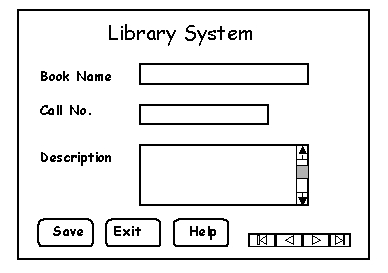 Library System
Book Name
Call No.
Description
Save Exit Help